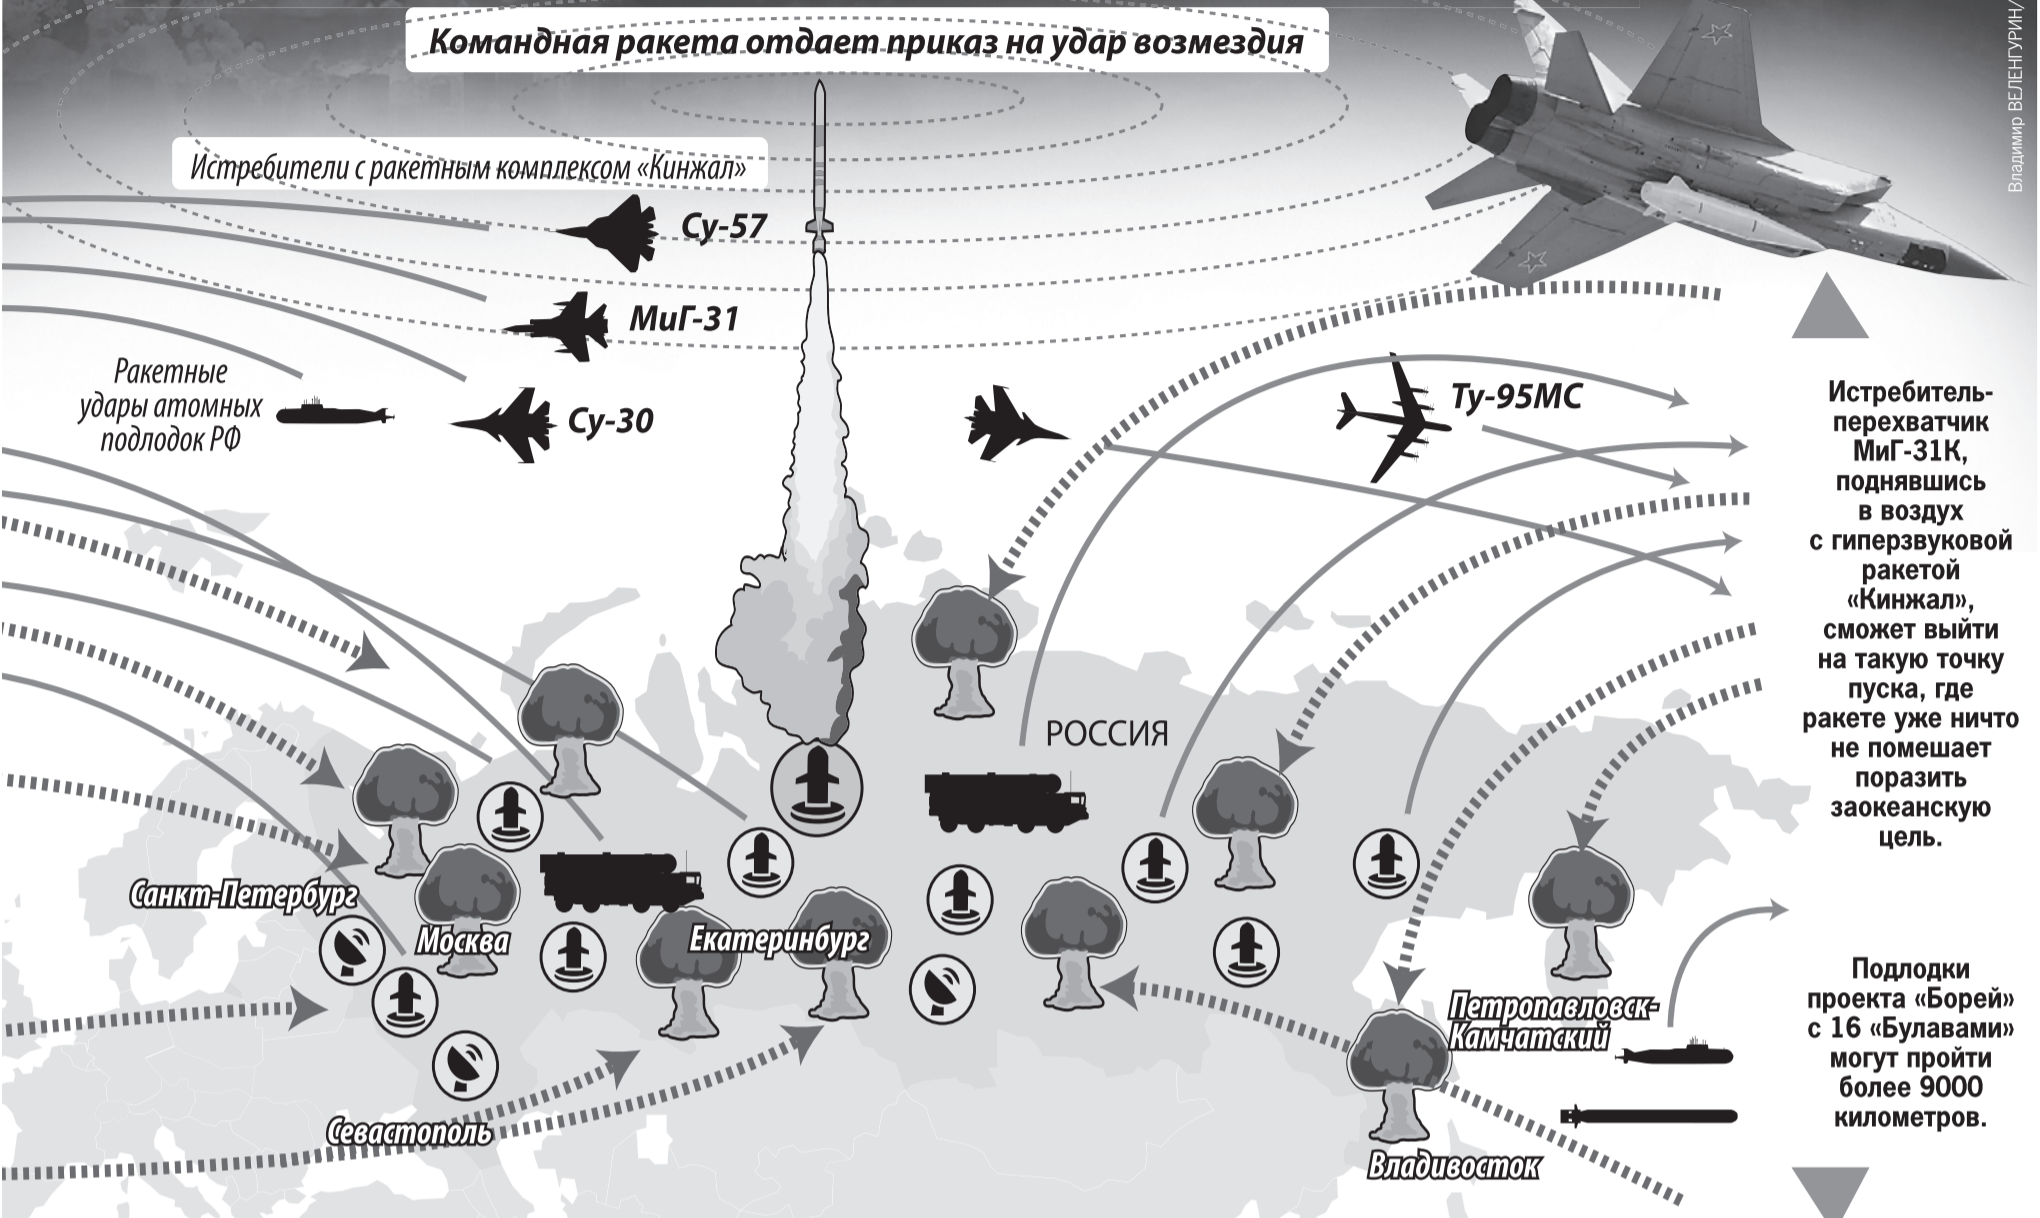 Командная ракета отдает приказ на удар возмездия
Владимир ВЕЛЕНГУРИН/
Истребители с ракетным комплексом «Кинжал»
Су-57
МиГ-31
Ракетные
удары атомных
подлодок РФ
Су-30
Ту-95МС
Истребитель-
перехватчик
МиГ-31К,
поднявшись
в воздух
с гиперзвуковой
ракетой
«Кинжал»,
сможет выйти
на такую точку
пуска, где
ракете уже ничто
не помешает
поразить
заокеанскую
цель.
РОССИЯ
Санкт-Петербург
Москва
Екатеринбург
Петропавловск-
Камчатский
Севастополь
Владивосток
Подлодки
проекта «Борей»
с 16 «Булавами»
могут пройти
более 9000
километров.